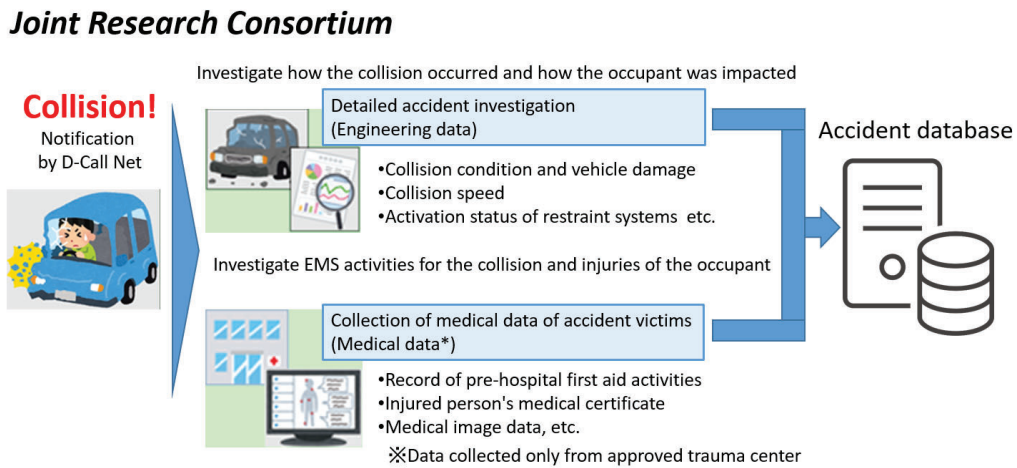 Joint Research Consortium
Investigate how the collision occurred and how the occupant was impacted
Collision!
Notification
by D-Call Net
Detailed accident investigation
(Engineering data)
•Collision condition and vehicle damage
•Collision speed
•Activation status of restraint systems etc.
Accident database
Investigate EMS activities for the collision and injuries of the occupant
Collection of medical data of accident victims
(Medical data*)
•Record of pre-hospital first aid activities
•Injured person's medical certificate
•Medical image data, etc.
※Data collected only from approved trauma center